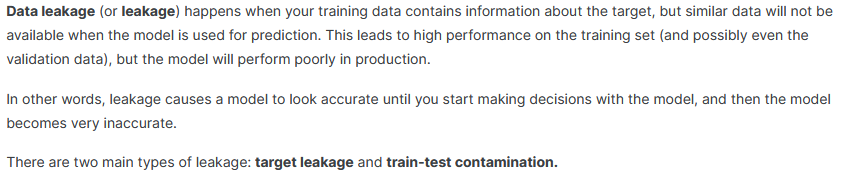 Data leakage (or leakage) happens when your training data contains information about the target, but similar data will not be
available when the model is used for prediction. This leads to high performance on the training set (and possibly even the
validation data), but the model will perform poorly in production.
In other words, leakage causes a model to look accurate until you start making decisions with the model, and then the model
becomes very inaccurate.
There are two main types of leakage: target leakage and train-test contamination.